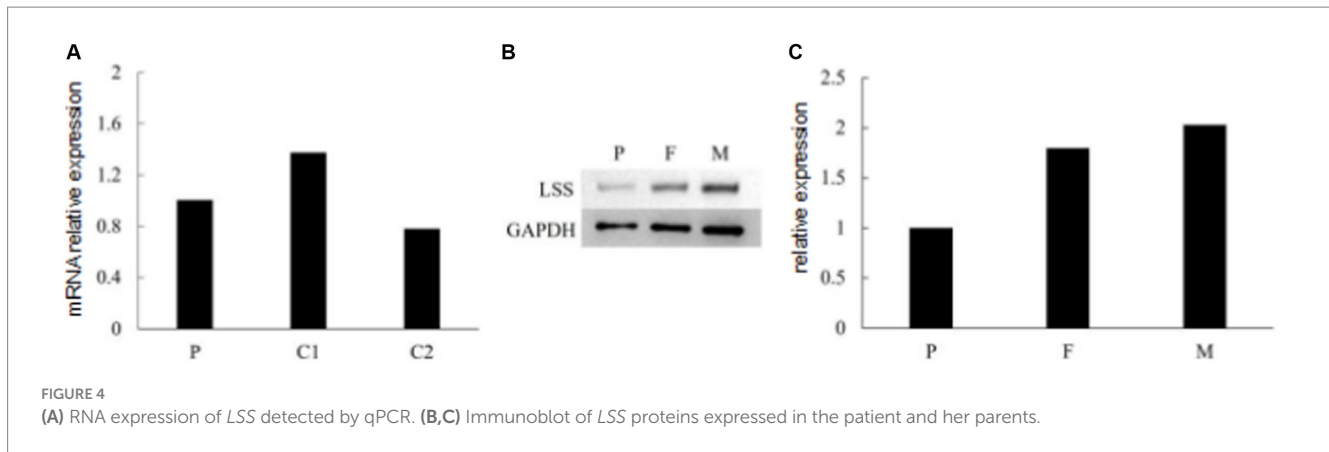 A
mRNA relative expression
2
1.6
1.2
0.8
0.4
0
P C1 C2
B
P F M
LSS
GAPDH
C
relative expression
2.5
2
1.5
1
0.5
0
P F M
FIGURE 4
(A) RNA expression of LSS detected by qPCR. (B,C) Immunoblot of LSS proteins expressed in the patient and her parents.